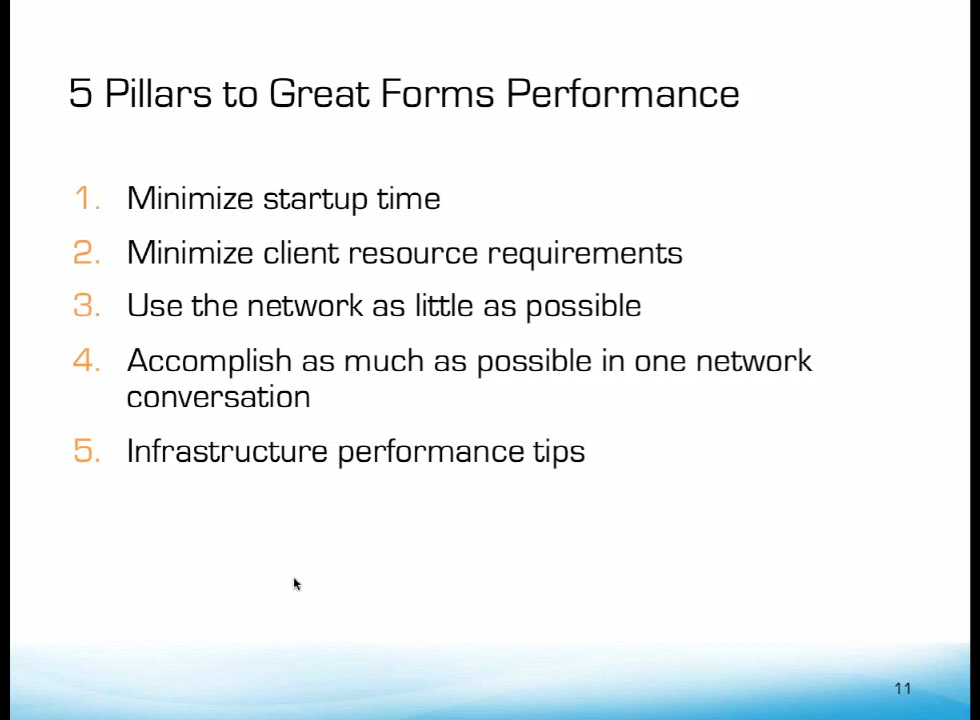 5 Pillars to Great Forms Performance
1. Minimize startup time
2. Minimize client resource requirements
3. Use the network as little as possible
4. Accomplish as much as possible in one network
conversation
5. Infrastructure performance tips
11